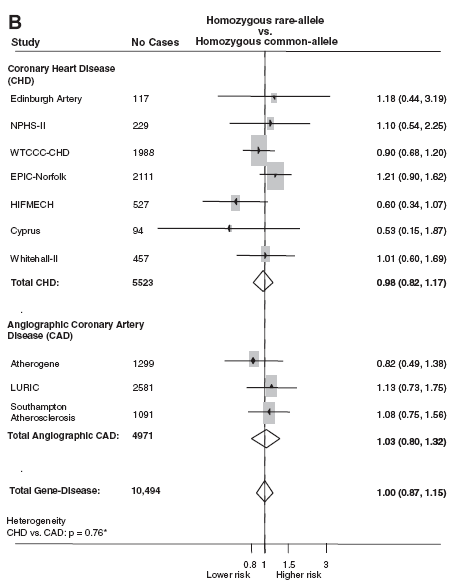 B
Homozygous rare-allele
vs.
Study No Cases Homozygous common-allele
Coronary Heart Disease
(CHD)
Edinburgh Artery 117 1.18 (0.44, 3.19)
NPHS-II 229 1.10 (0.54, 2.25)
WTCCC-CHD 1988 0.90 (0.68, 1.20)
EPIC-Norfolk 2111 1.21 (0.90, 1.62)
HIFMECH 527 0.60 (0.34, 1.07)
Cyprus 94 0.53 (0.15, 1.87)
Whitehall-II 457 1.01 (0.60, 1.69)
Total CHD: 5523 0.98 (0.82, 1.17)
.
Angiographic Coronary Artery
Disease (CAD)
Atherogene 1299 0.82 (0.49, 1.38)
LURIC 2581 1.13 (0.73, 1.75)
Southampton
Atherosclerosis 1091 1.08 (0.75, 1.56)
Total Angiographic CAD: 4971 1.03 (0.80, 1.32)
.
Total Gene-Disease: 10,494 1.00 (0.87, 1.15)
Heterogeneity
CHD vs. CAD: p = 0.76*
0.8 1 1.5 3
Lower risk Higher risk